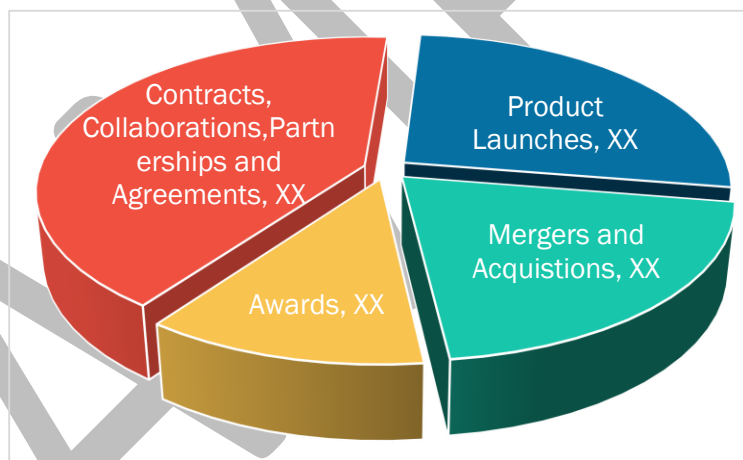 Contracts,
Collaborations,Partn
erships and
Agreements, XX
Product
Launches, XX
Mergers and
Acquistions, XX
Awards, XX